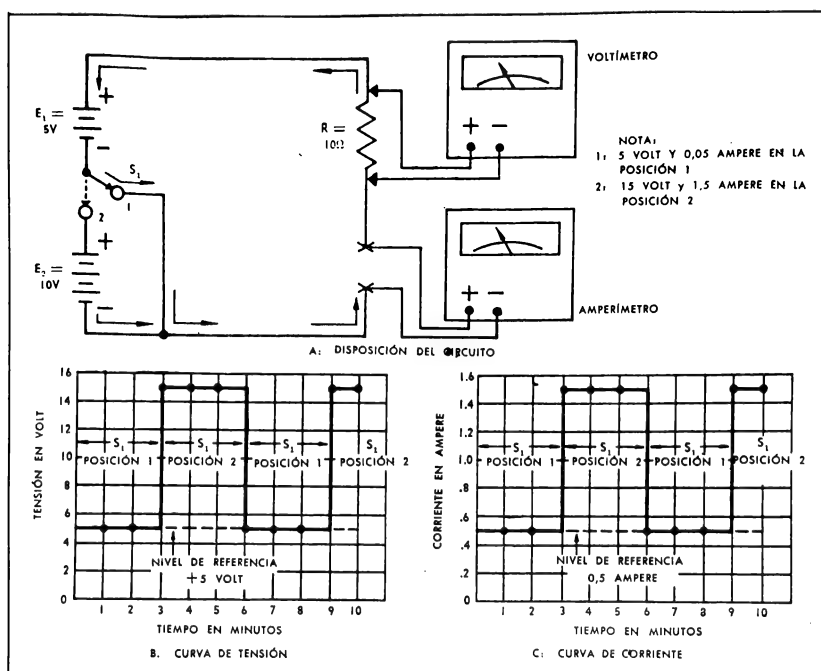 VOLTÍMETRO
+
E₁ =
5V
−
S₁
1
2
+
E₂ =
10V
−
R =
10Ω
+ −
NOTA:
1: 5 VOLT Y 0,05 AMPERE EN LA
POSICIÓN 1
2: 15 VOLT y 1,5 AMPERE EN LA
POSICIÓN 2
+ −
AMPERÍMETRO
A: DISPOSICIÓN DEL CIRCUITO
TENSIÓN EN VOLT
16
14
12
10
8
6
4
2
0
S₁
POSICIÓN 1
S₁
POSICIÓN 2
S₁
POSICIÓN 1
S₁
POSICIÓN 2
NIVEL DE REFERENCIA
+5 VOLT
1 2 3 4 5 6 7 8 9 10
TIEMPO EN MINUTOS
B. CURVA DE TENSIÓN
CORRIENTE EN AMPERE
1.6
1.4
1.2
1.0
.8
.6
.4
.2
0
S₁
POSICIÓN 1
S₁
POSICIÓN 2
S₁
POSICIÓN 1
S₁
POSICIÓN 2
NIVEL DE REFERENCIA
0,5 AMPERE
1 2 3 4 5 6 7 8 9 10
TIEMPO EN MINUTOS
C: CURVA DE CORRIENTE